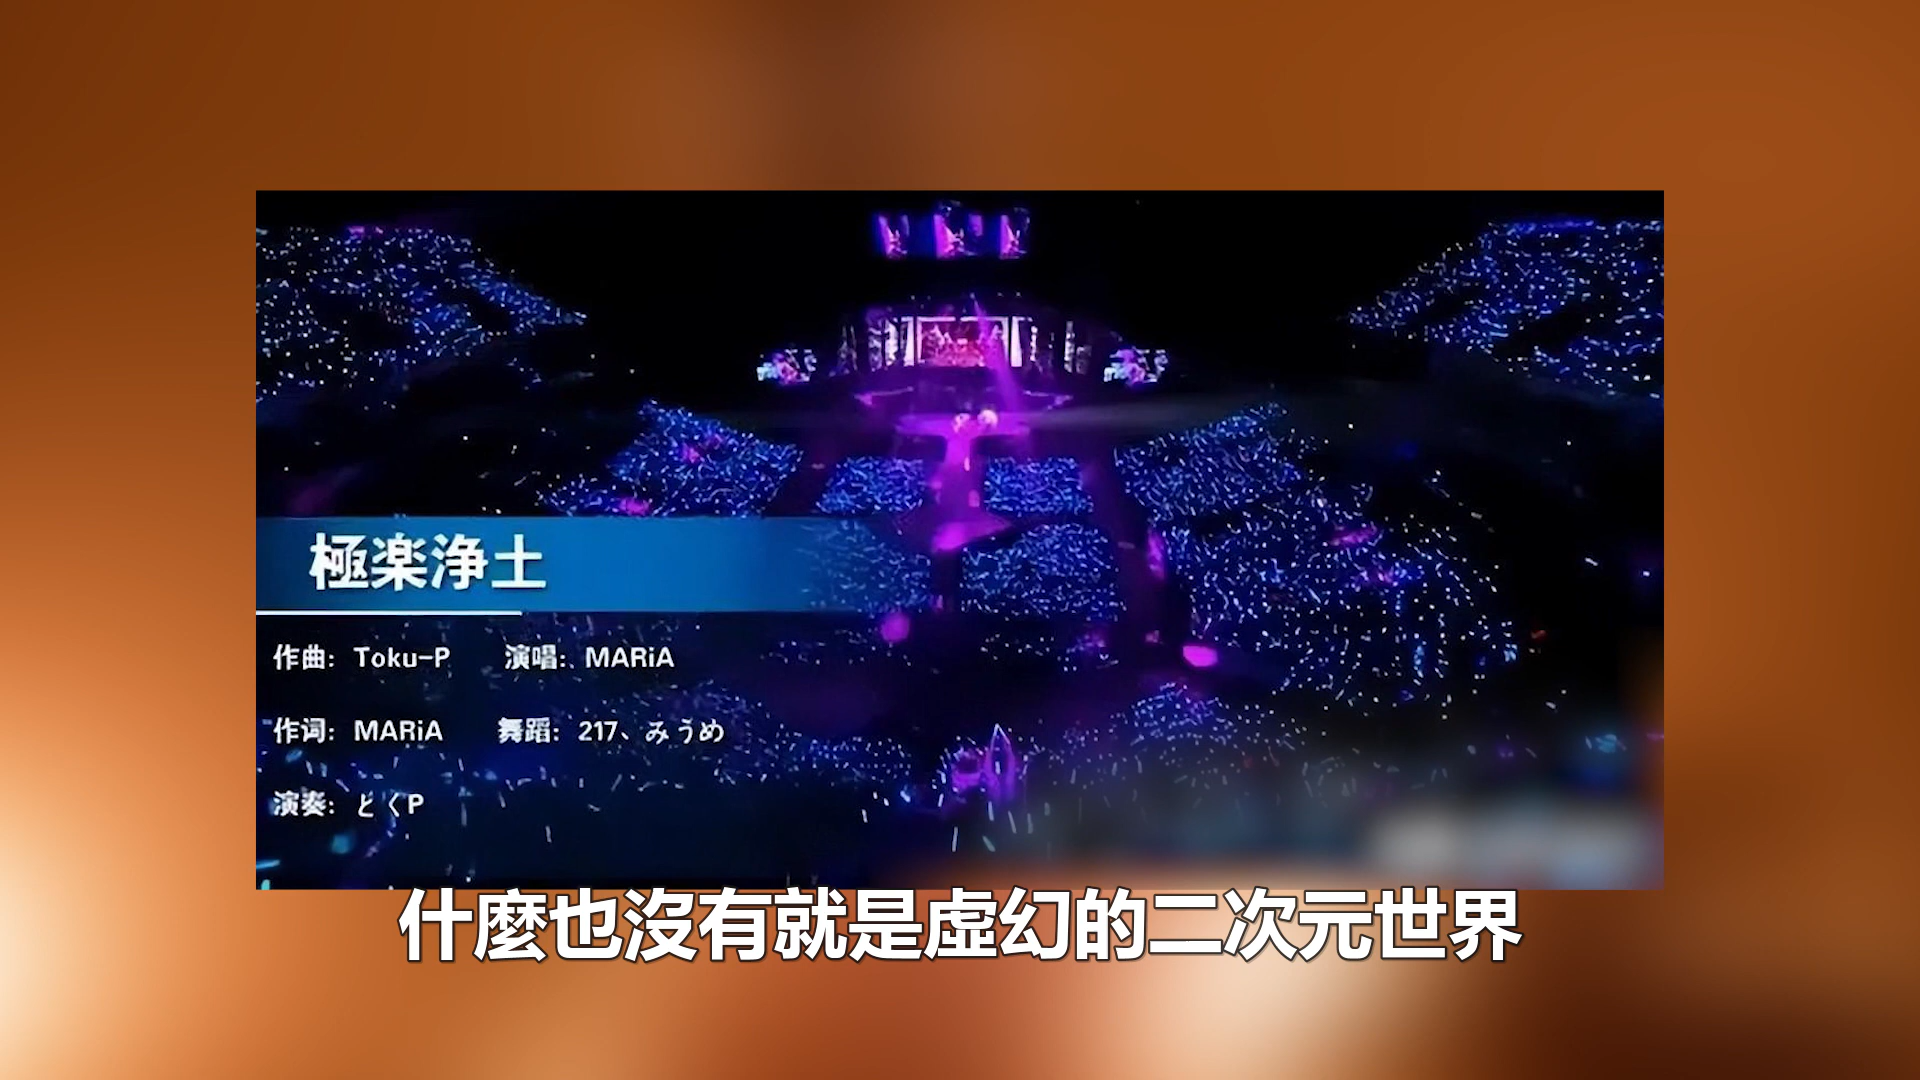 極楽浄土
作曲: Toku-P 演唱: MARiA
作词: MARiA 舞蹈: 217、みうめ
演奏: とくP
什麼也沒有就是虛幻的二次元世界